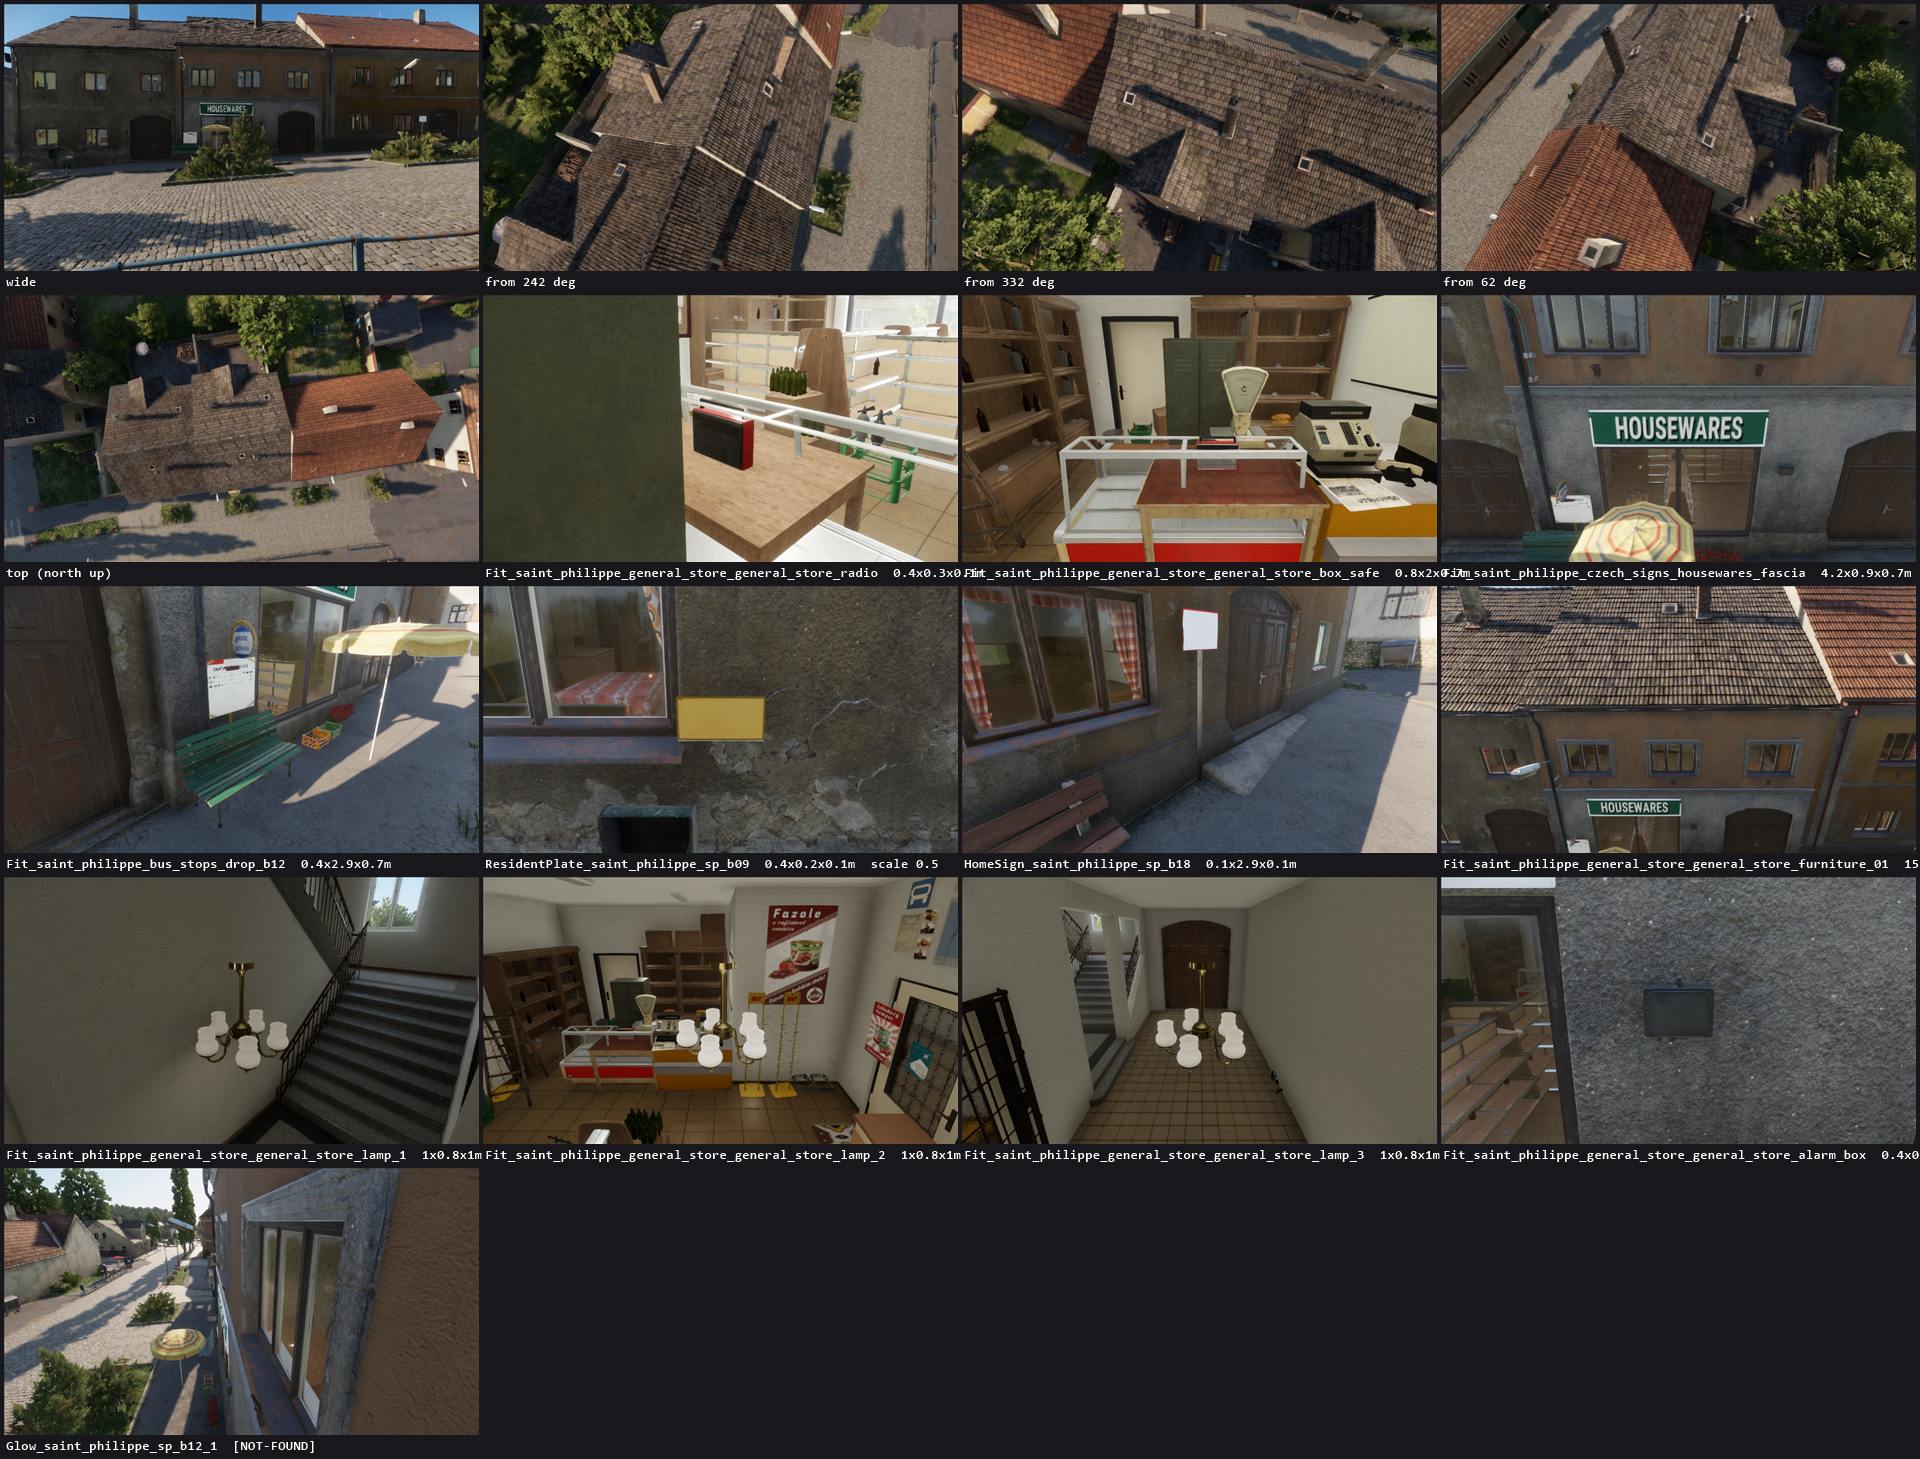 HOUSEWARES
wide
from 242 deg
from 332 deg
from 62 deg
HOUSEWARES
top (north up)
Fit_saint_philippe_general_store_general_store_radio 0.4x0.3x0.
Fit_saint_philippe_general_store_general_store_box_safe 0.8x2x0.7m
Fit_saint_philippe_czech_signs_housewares_fascia 4.2x0.9x0.7m
HOUSEWARES
Fit_saint_philippe_bus_stops_drop_b12 0.4x2.9x0.7m
ResidentPlate_saint_philippe_sp_b09 0.4x0.2x0.1m scale 0.5
HomeSign_saint_philippe_sp_b18 0.1x2.9x0.1m
Fit_saint_philippe_general_store_general_store_furniture_01 15
Fazole
v rajčatové
omáčce
Fit_saint_philippe_general_store_general_store_lamp_1 1x0.8x1m
Fit_saint_philippe_general_store_general_store_lamp_2 1x0.8x1m
Fit_saint_philippe_general_store_general_store_lamp_3 1x0.8x1m
Fit_saint_philippe_general_store_general_store_alarm_box 0.4x0
Glow_saint_philippe_sp_b12_1 [NOT-FOUND]